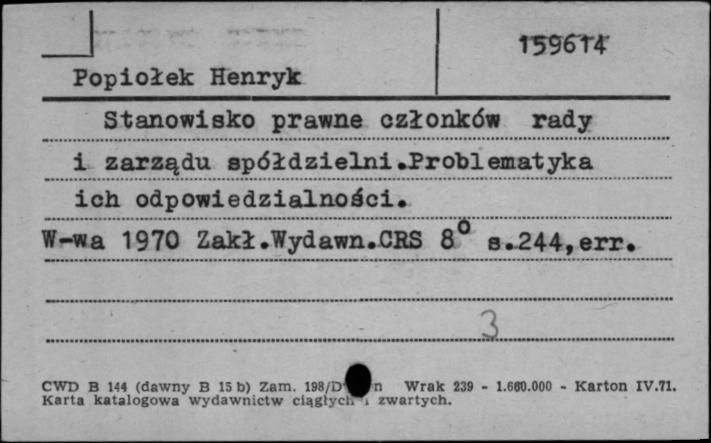 159614
Popiołek Henryk
Stanowisko prawne członków rady
i zarządu spółdzielni.Problematyka
ich odpowiedzialności.
W-wa 1970 Zakł.Wydawn.CRS 8° s.244,err.
3
CWD B 144 (dawny B 15 b) Zam. 198/D Wrak 239 - 1.660.000 - Karton IV.71.
Karta katalogowa wydawnictw ciągłych i zwartych.